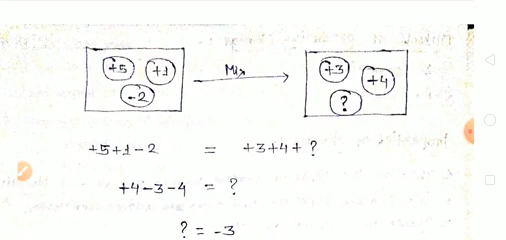 +5 +1 Mix +3 +4
-2 ?
+5+1-2 = +3+4+?
+4-3-4 = ?
? = -3